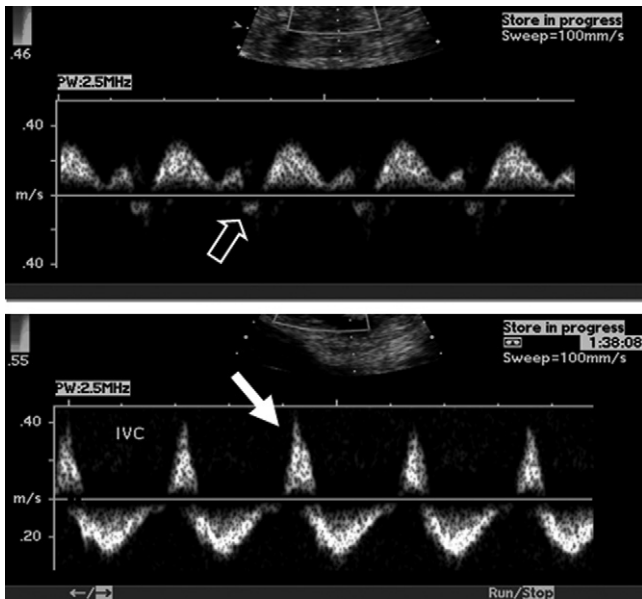 Store in progress
Sweep=100mm/s
.46
PW:2.5MHz
.40
m/s
.40
Store in progress
1:38:08
Sweep=100mm/s
.55
PW:2.5MHz
.40
IVC
m/s
.20
←/→
Run/Stop